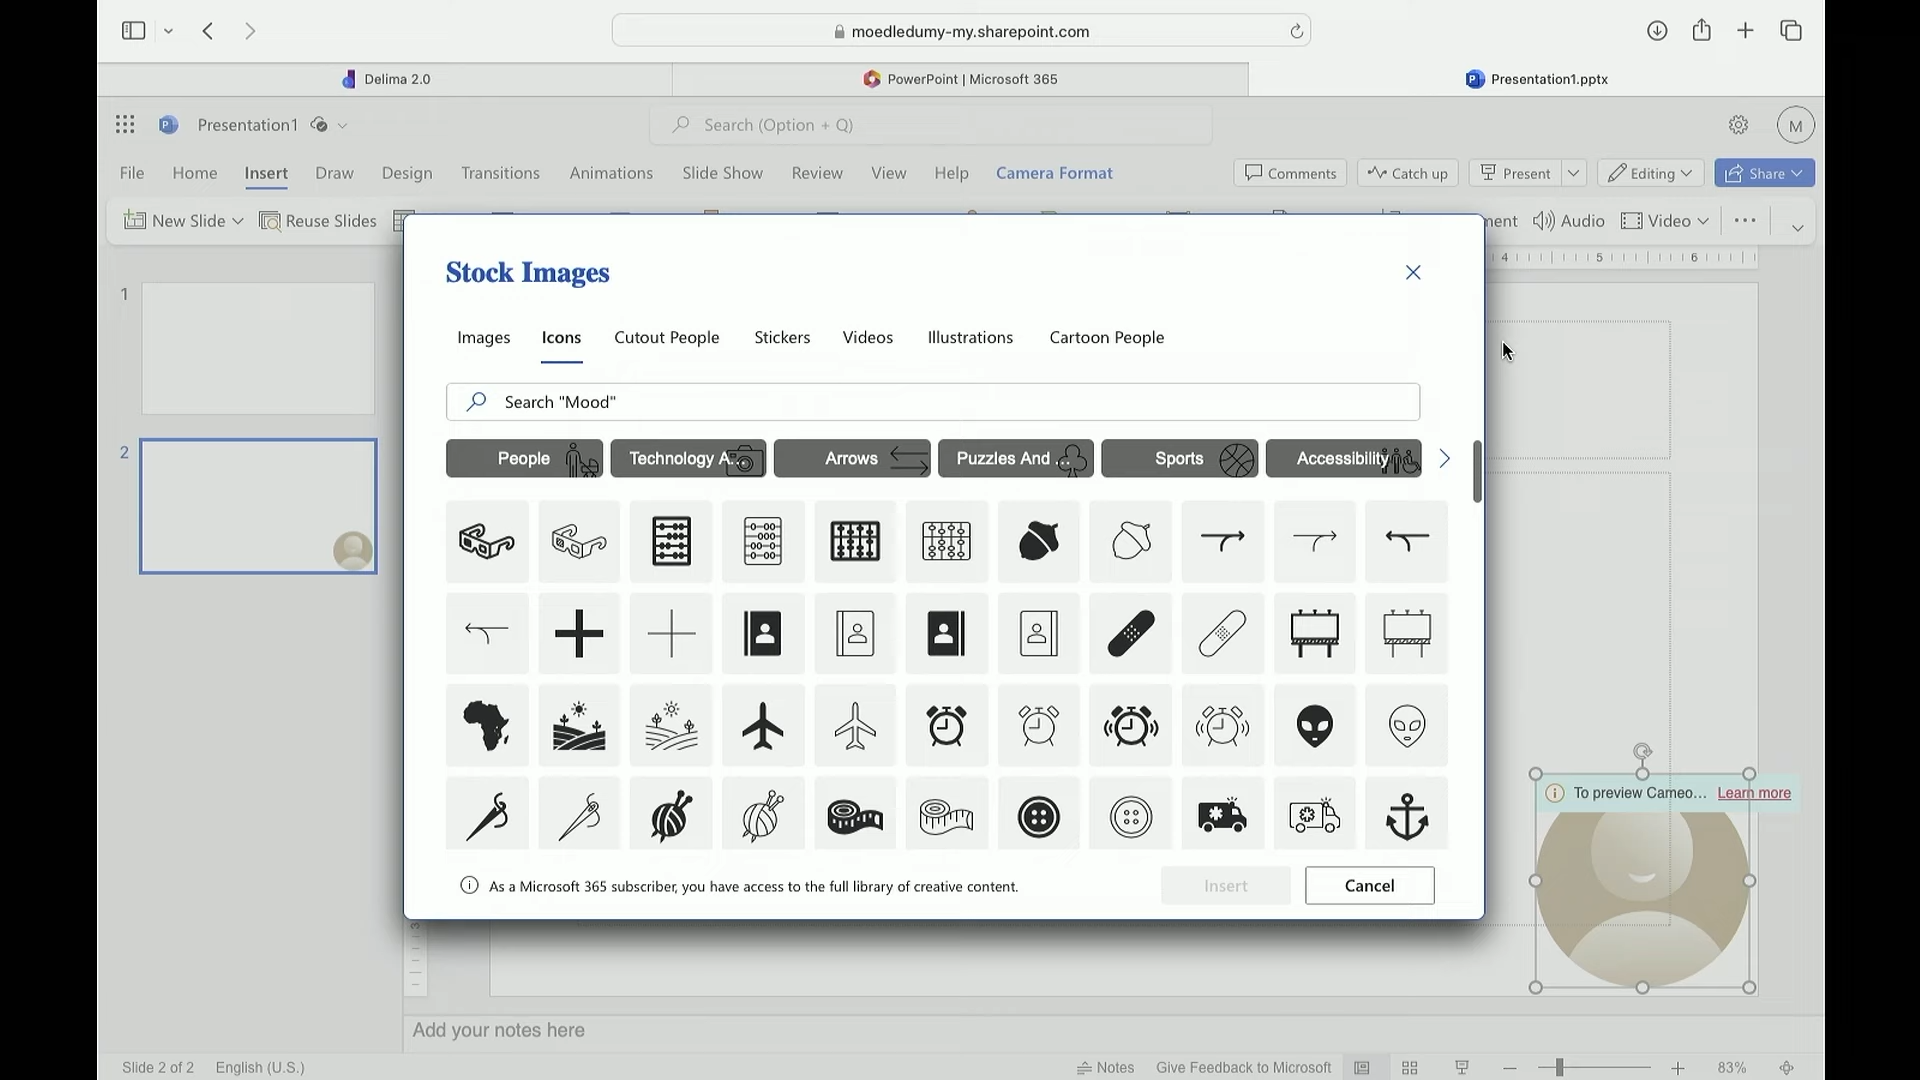 moedledumy-my.sharepoint.com
Delima 2.0
PowerPoint | Microsoft 365
Presentation1.pptx
Presentation1
Search (Option + Q)
M
File Home Insert Draw Design Transitions Animations Slide Show Review View Help Camera Format
Comments Catch up Present Editing Share
New Slide Reuse Slides
ment Audio Video
4 5 6
1
2
Stock Images
Images Icons Cutout People Stickers Videos Illustrations Cartoon People
Search "Mood"
People Technology A... Arrows Puzzles And ... Sports Accessibility
To preview Cameo... Learn more
As a Microsoft 365 subscriber, you have access to the full library of creative content.
Insert Cancel
Add your notes here
Slide 2 of 2 English (U.S.)
Notes Give Feedback to Microsoft 83%